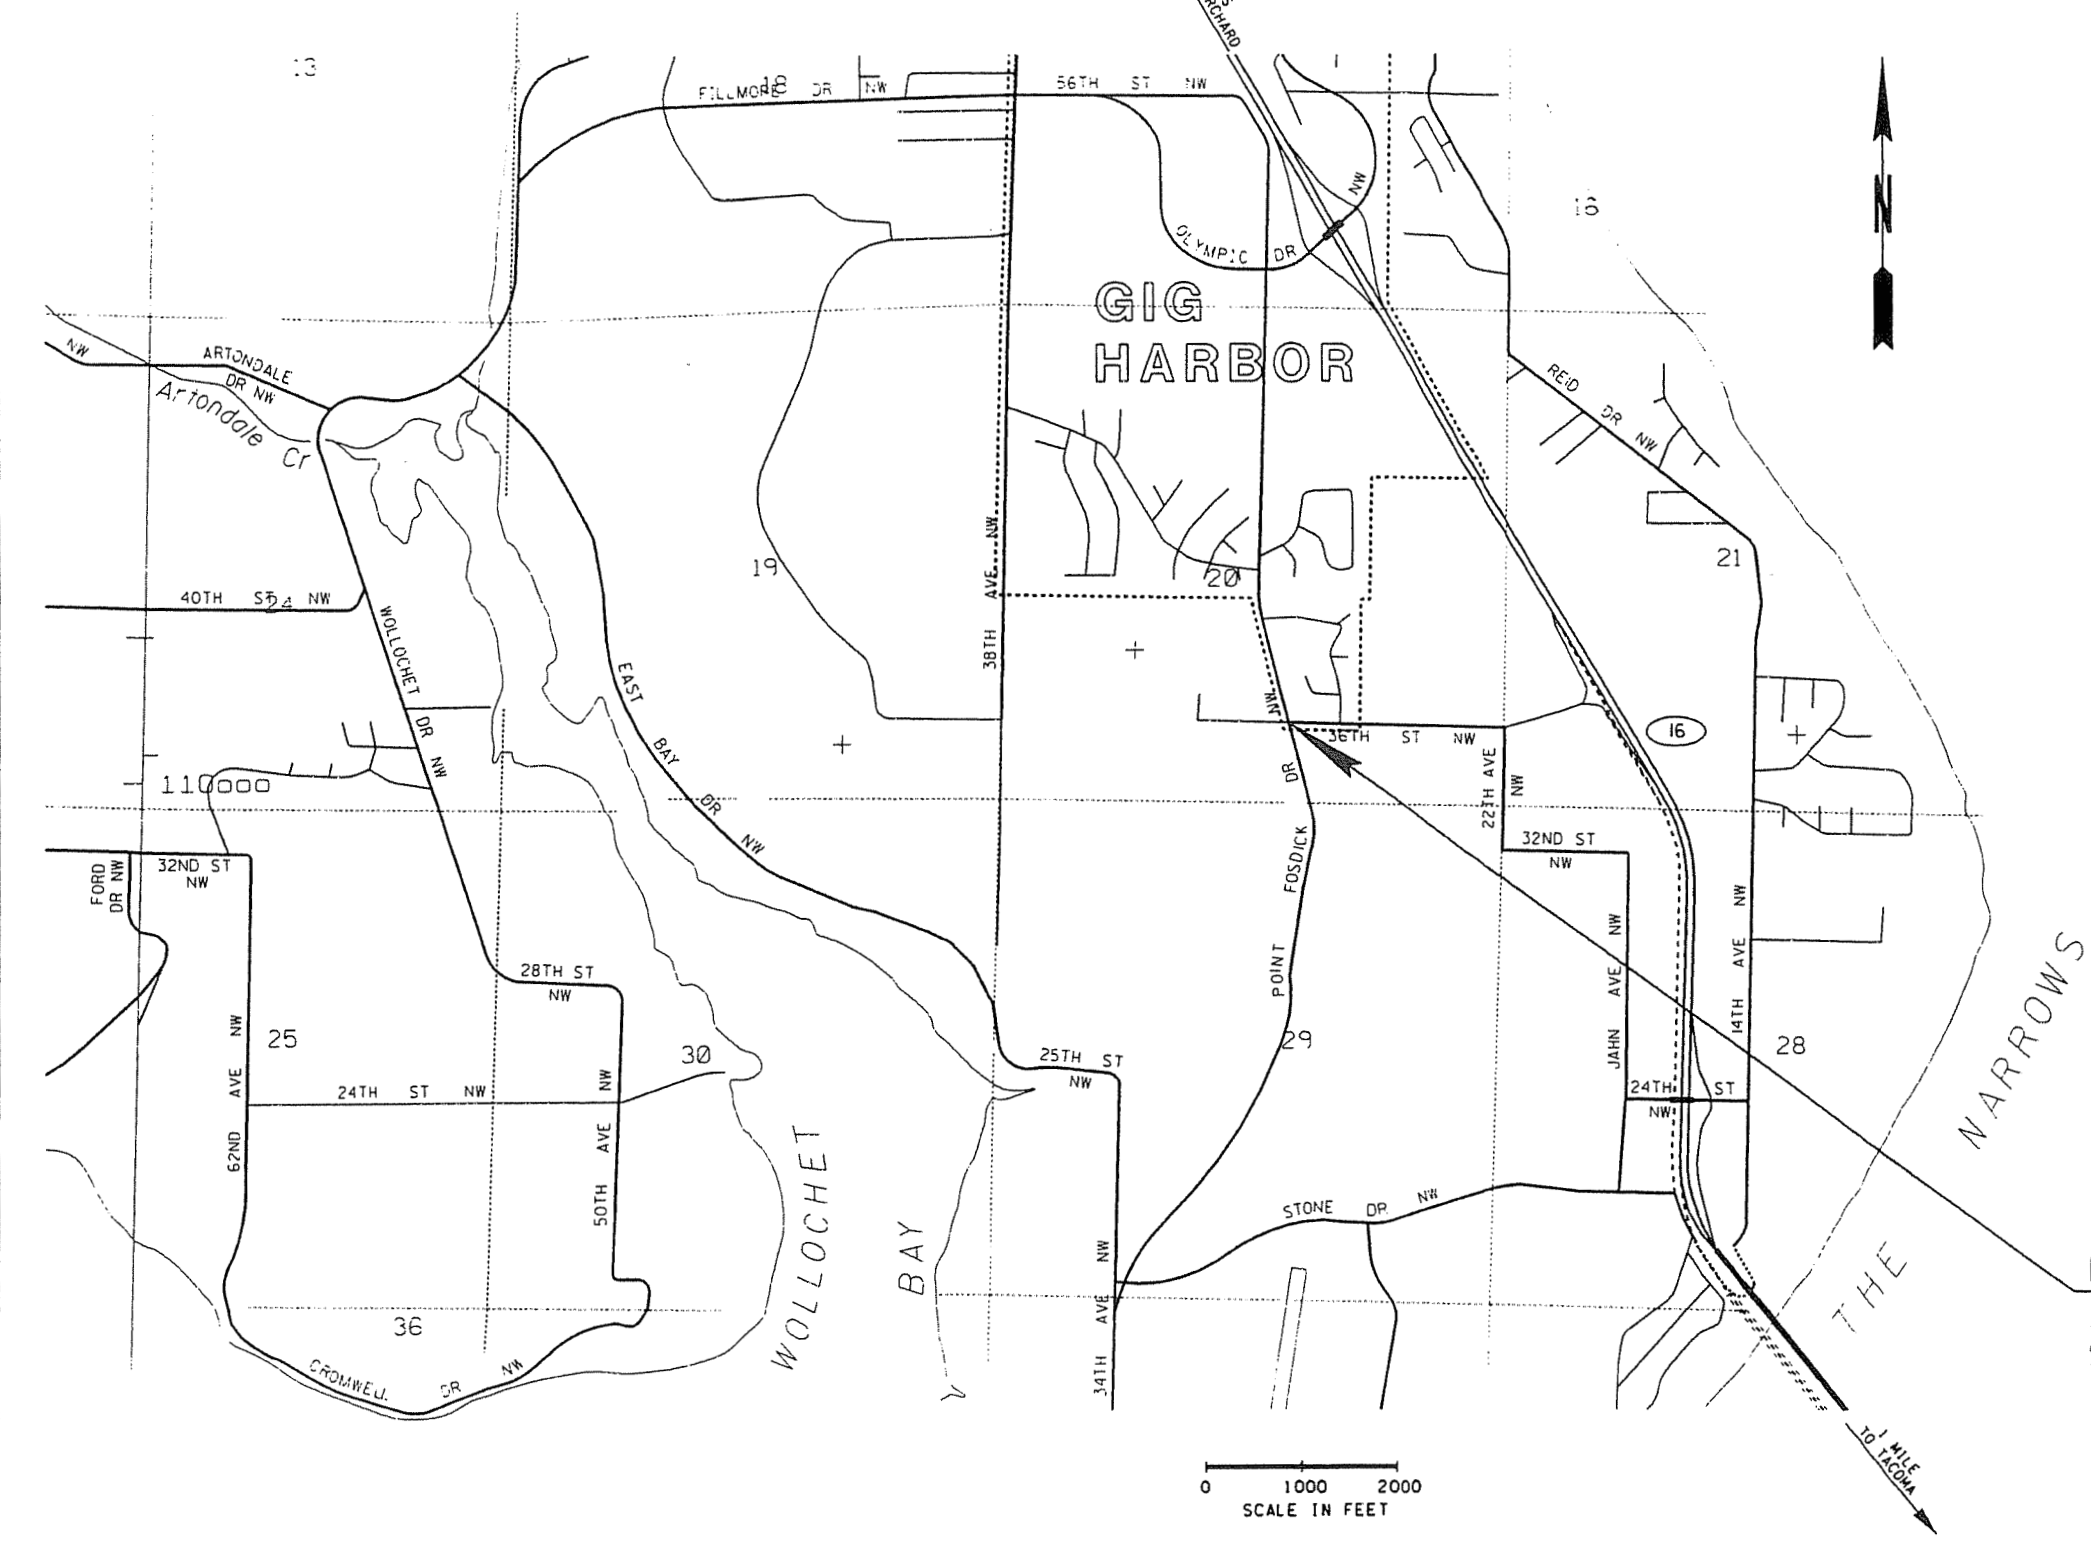 13
ORCHARD
FILLMORE DR NW
18
56TH ST NW
NW
16
N
OLYMPIC DR
GIG
HARBOR
NW
ARTONDALE
DR NW
Artondale
Cr
REID DR NW
19
20
21
40TH ST NW
24
38TH AVE NW
WOLLOCHET DR NW
EAST BAY DR NW
NW
36TH ST NW
16
110000
22TH AVE
NW
32ND ST
NW
32ND ST
NW
FORD
DR NW
POINT FOSDICK DR
28TH ST
NW
JAHN AVE NW
14TH AVE NW
25
30
29
28
25TH ST
NW
24TH ST NW
24TH ST
NW
62ND AVE NW
50TH AVE NW
THE NARROWS
WOLLOCHET
BAY
STONE DR NW
34TH AVE NW
36
CROMWELL DR NW
1 MILE
TO TACOMA
0 1000 2000
SCALE IN FEET